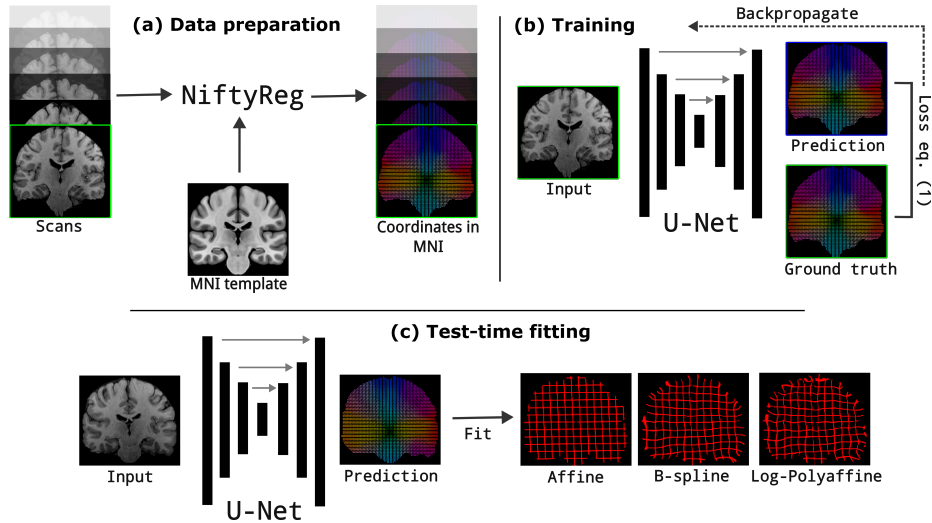 (a) Data preparation
NiftyReg
Scans
MNI template
Coordinates in
MNI
(b) Training
Backpropagate
Input
U-Net
Prediction
Loss eq. (1)
Ground truth
(c) Test-time fitting
Input
U-Net
Prediction
Fit
Affine
B-spline
Log-Polyaffine